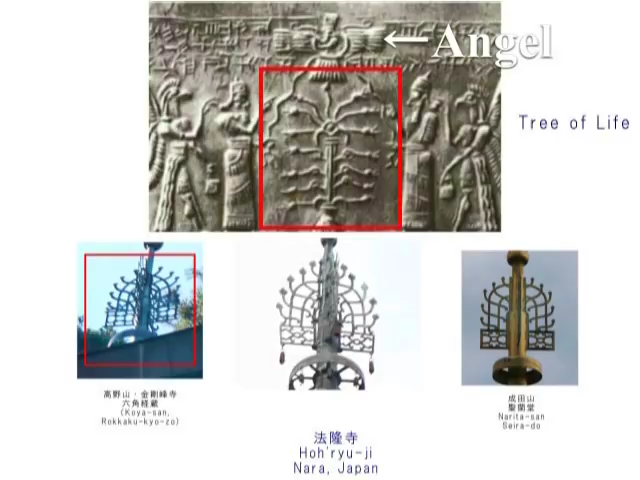 ←Angel
Tree of Life
高野山・金剛峰寺
六角経蔵
(Koya-san,
Rokkaku-kyo-zo)
法隆寺
Hoh'ryu-ji
Nara, Japan
成田山
聖蘭堂
Narita-san
Seira-do